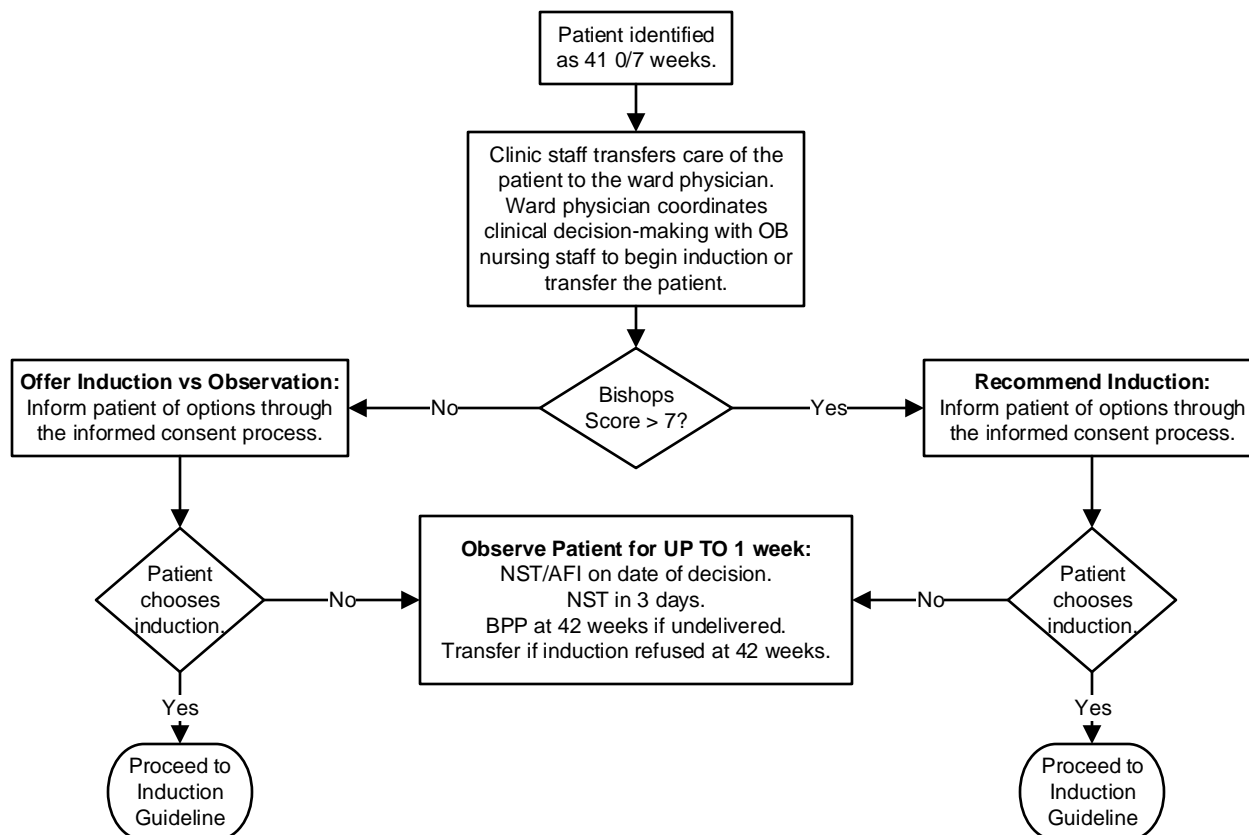 Patient identified
as 41 0/7 weeks.
Clinic staff transfers care of the
patient to the ward physician.
Ward physician coordinates
clinical decision-making with OB
nursing staff to begin induction or
transfer the patient.
Bishops
Score > 7?
No
Yes
Offer Induction vs Observation:
Inform patient of options through
the informed consent process.
Recommend Induction:
Inform patient of options through
the informed consent process.
Patient
chooses
induction.
No
Observe Patient for UP TO 1 week:
NST/AFI on date of decision.
NST in 3 days.
BPP at 42 weeks if undelivered.
Transfer if induction refused at 42 weeks.
No
Patient
chooses
induction.
Yes
Yes
Proceed to
Induction
Guideline
Proceed to
Induction
Guideline